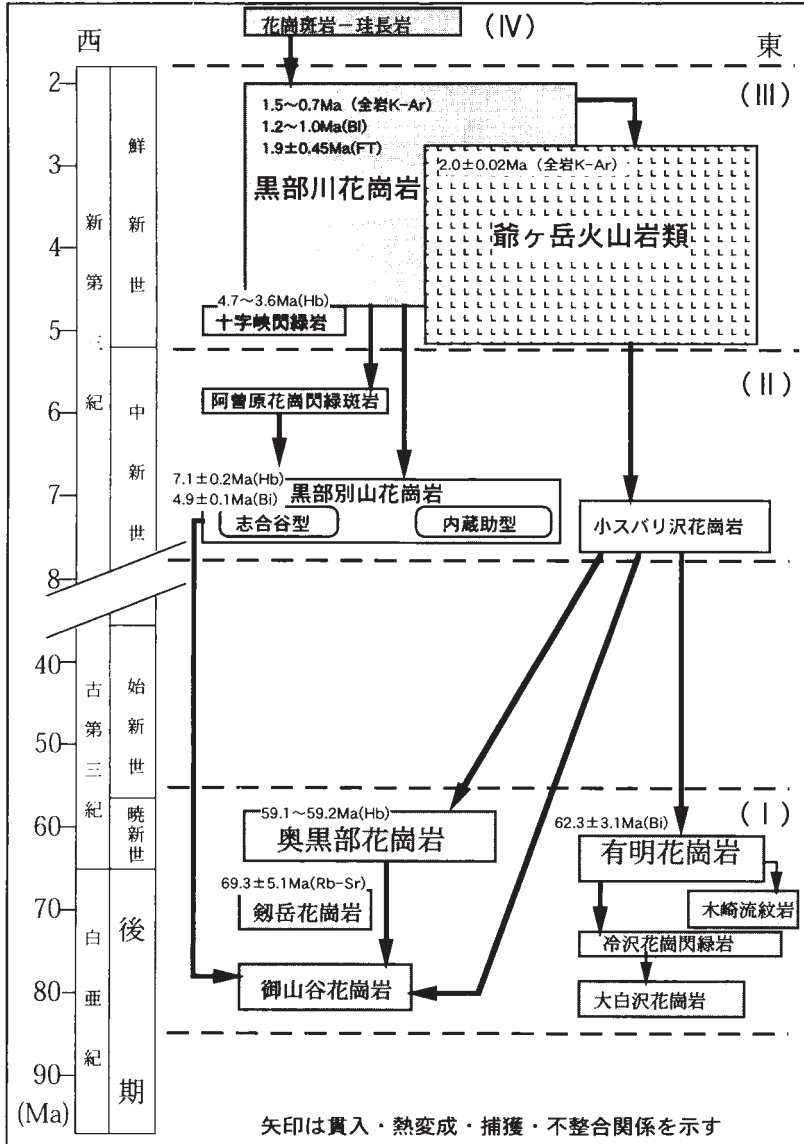 花崗斑岩－珪長岩
(IV)
西
東
2
3
4
5
6
7
8
40
50
60
70
80
90
(Ma)
新第三紀
鮮新世
中新世
古第三紀
始新世
暁新世
白亜紀
後期
(III)
1.5～0.7Ma（全岩K-Ar）
1.2～1.0Ma(BI)
1.9±0.45Ma(FT)
黒部川花崗岩
2.0±0.02Ma（全岩K-Ar）
爺ヶ岳火山岩類
4.7～3.6Ma(Hb)
十字峡閃緑岩
(II)
阿曽原花崗閃緑斑岩
7.1±0.2Ma(Hb)
4.9±0.1Ma(Bi)
黒部別山花崗岩
志合谷型
内蔵助型
小スバリ沢花崗岩
(I)
59.1～59.2Ma(Hb)
奥黒部花崗岩
62.3±3.1Ma(Bi)
有明花崗岩
69.3±5.1Ma(Rb-Sr)
剱岳花崗岩
木崎流紋岩
冷沢花崗閃緑岩
御山谷花崗岩
大白沢花崗岩
矢印は貫入・熱変成・捕獲・不整合関係を示す